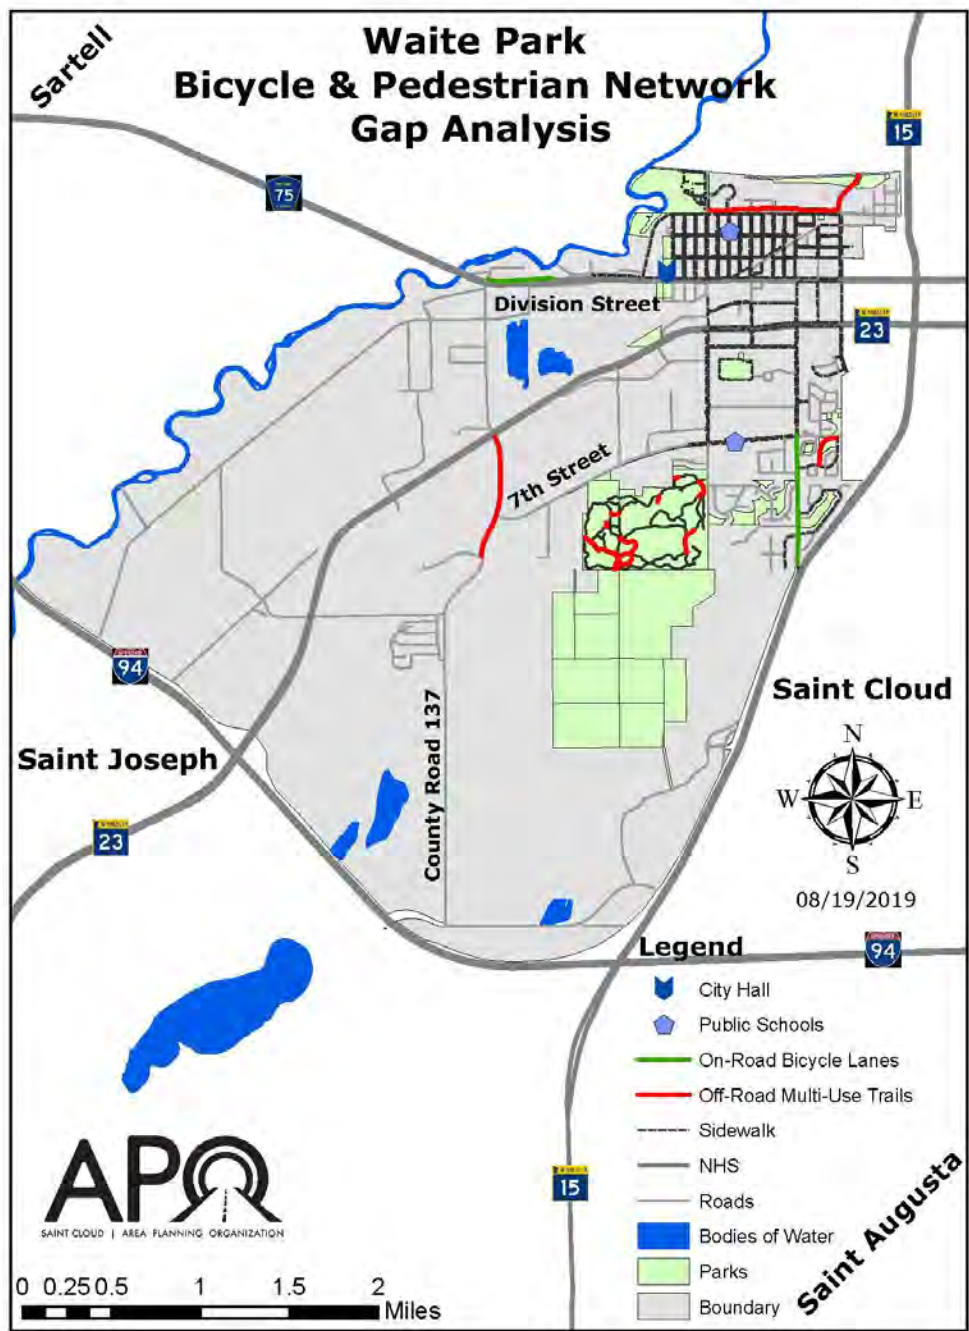 Waite Park
Bicycle & Pedestrian Network
Gap Analysis
Sartell
15
75
Division Street
23
7th Street
94
Saint Cloud
Saint Joseph
County Road 137
N
W E
S
23
08/19/2019
94
Legend
City Hall
Public Schools
On-Road Bicycle Lanes
Off-Road Multi-Use Trails
Sidewalk
NHS
Roads
Bodies of Water
Parks
Boundary
15
Saint Augusta
APO
SAINT CLOUD | AREA PLANNING ORGANIZATION
0 0.25 0.5 1 1.5 2
Miles